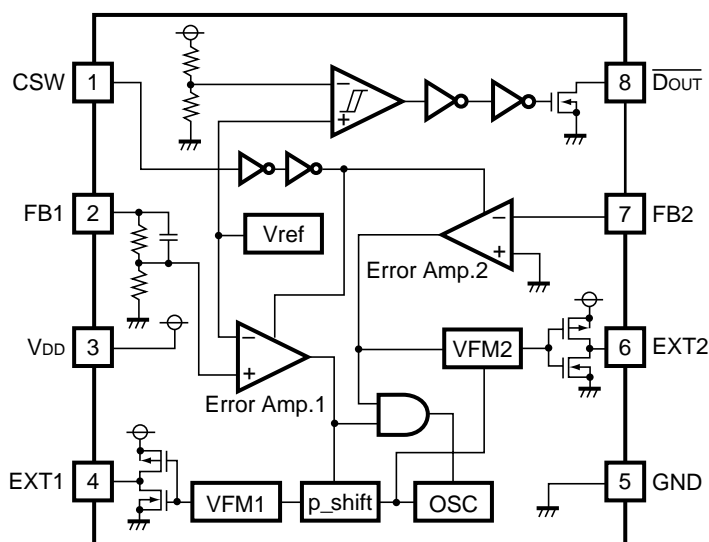 CSW 1
8 DOUT
− +
FB1 2
7 FB2
Vref
− +
Error Amp.2
VDD 3
− +
VFM2
6 EXT2
Error Amp.1
EXT1 4
5 GND
VFM1
p_shift
OSC